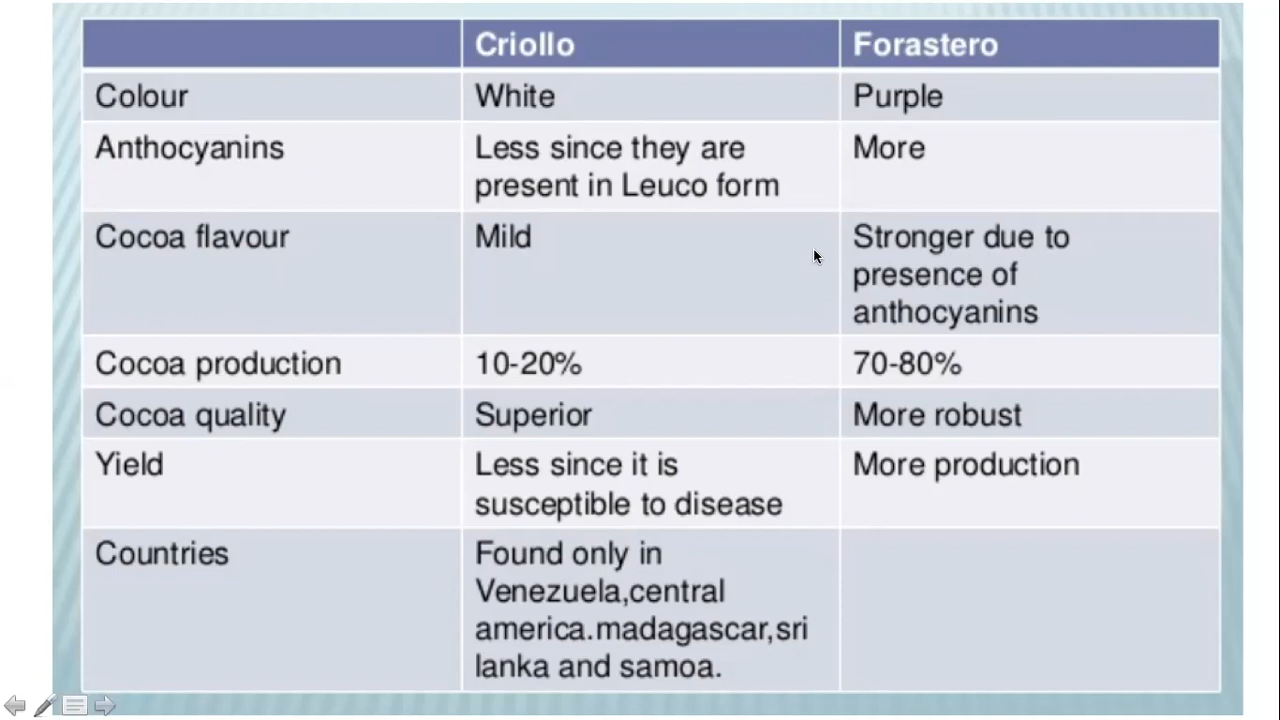 Criollo Forastero
Colour White Purple
Anthocyanins Less since they are More
present in Leuco form
Cocoa flavour Mild Stronger due to
presence of
anthocyanins
Cocoa production 10-20% 70-80%
Cocoa quality Superior More robust
Yield Less since it is More production
susceptible to disease
Countries Found only in
Venezuela,central
america.madagascar,sri
lanka and samoa.